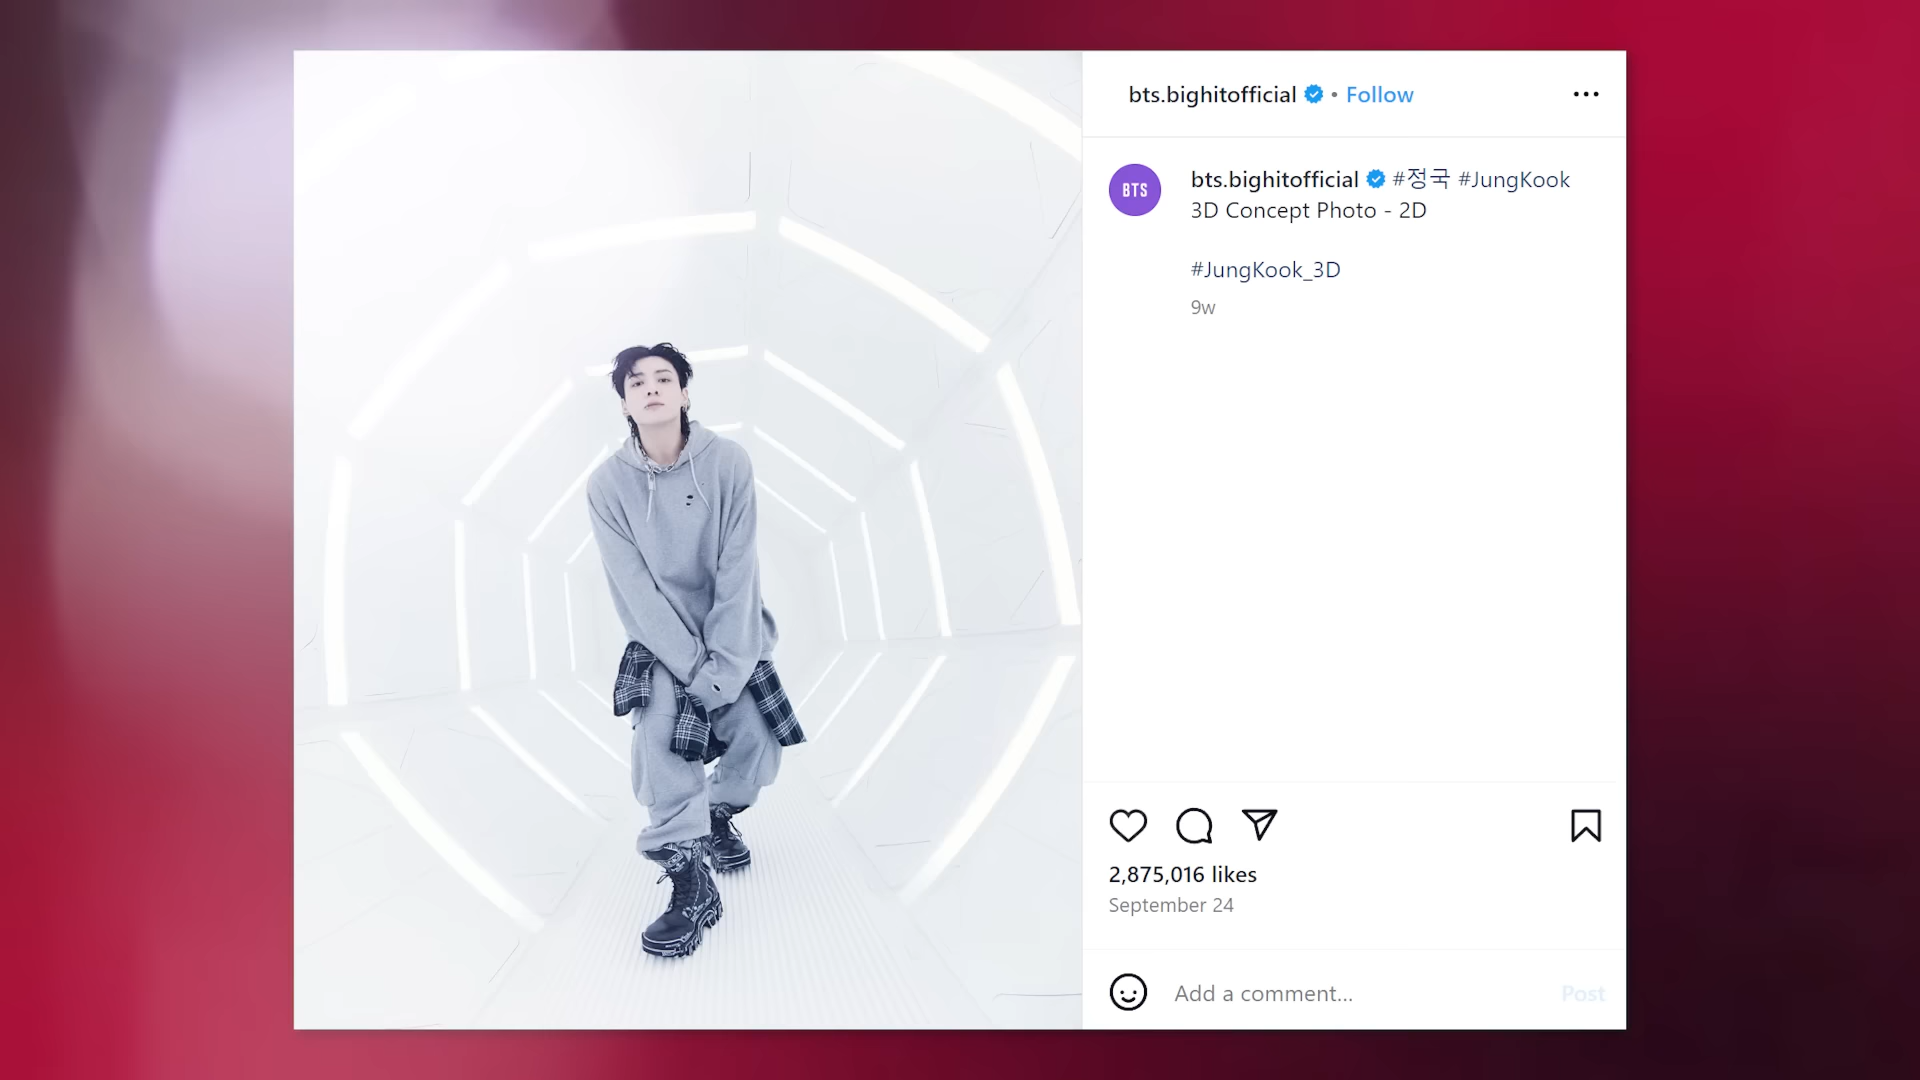 bts.bighitofficial • Follow
BTS
bts.bighitofficial #정국 #JungKook
3D Concept Photo - 2D
#JungKook_3D
9w
2,875,016 likes
September 24
Add a comment...
Post